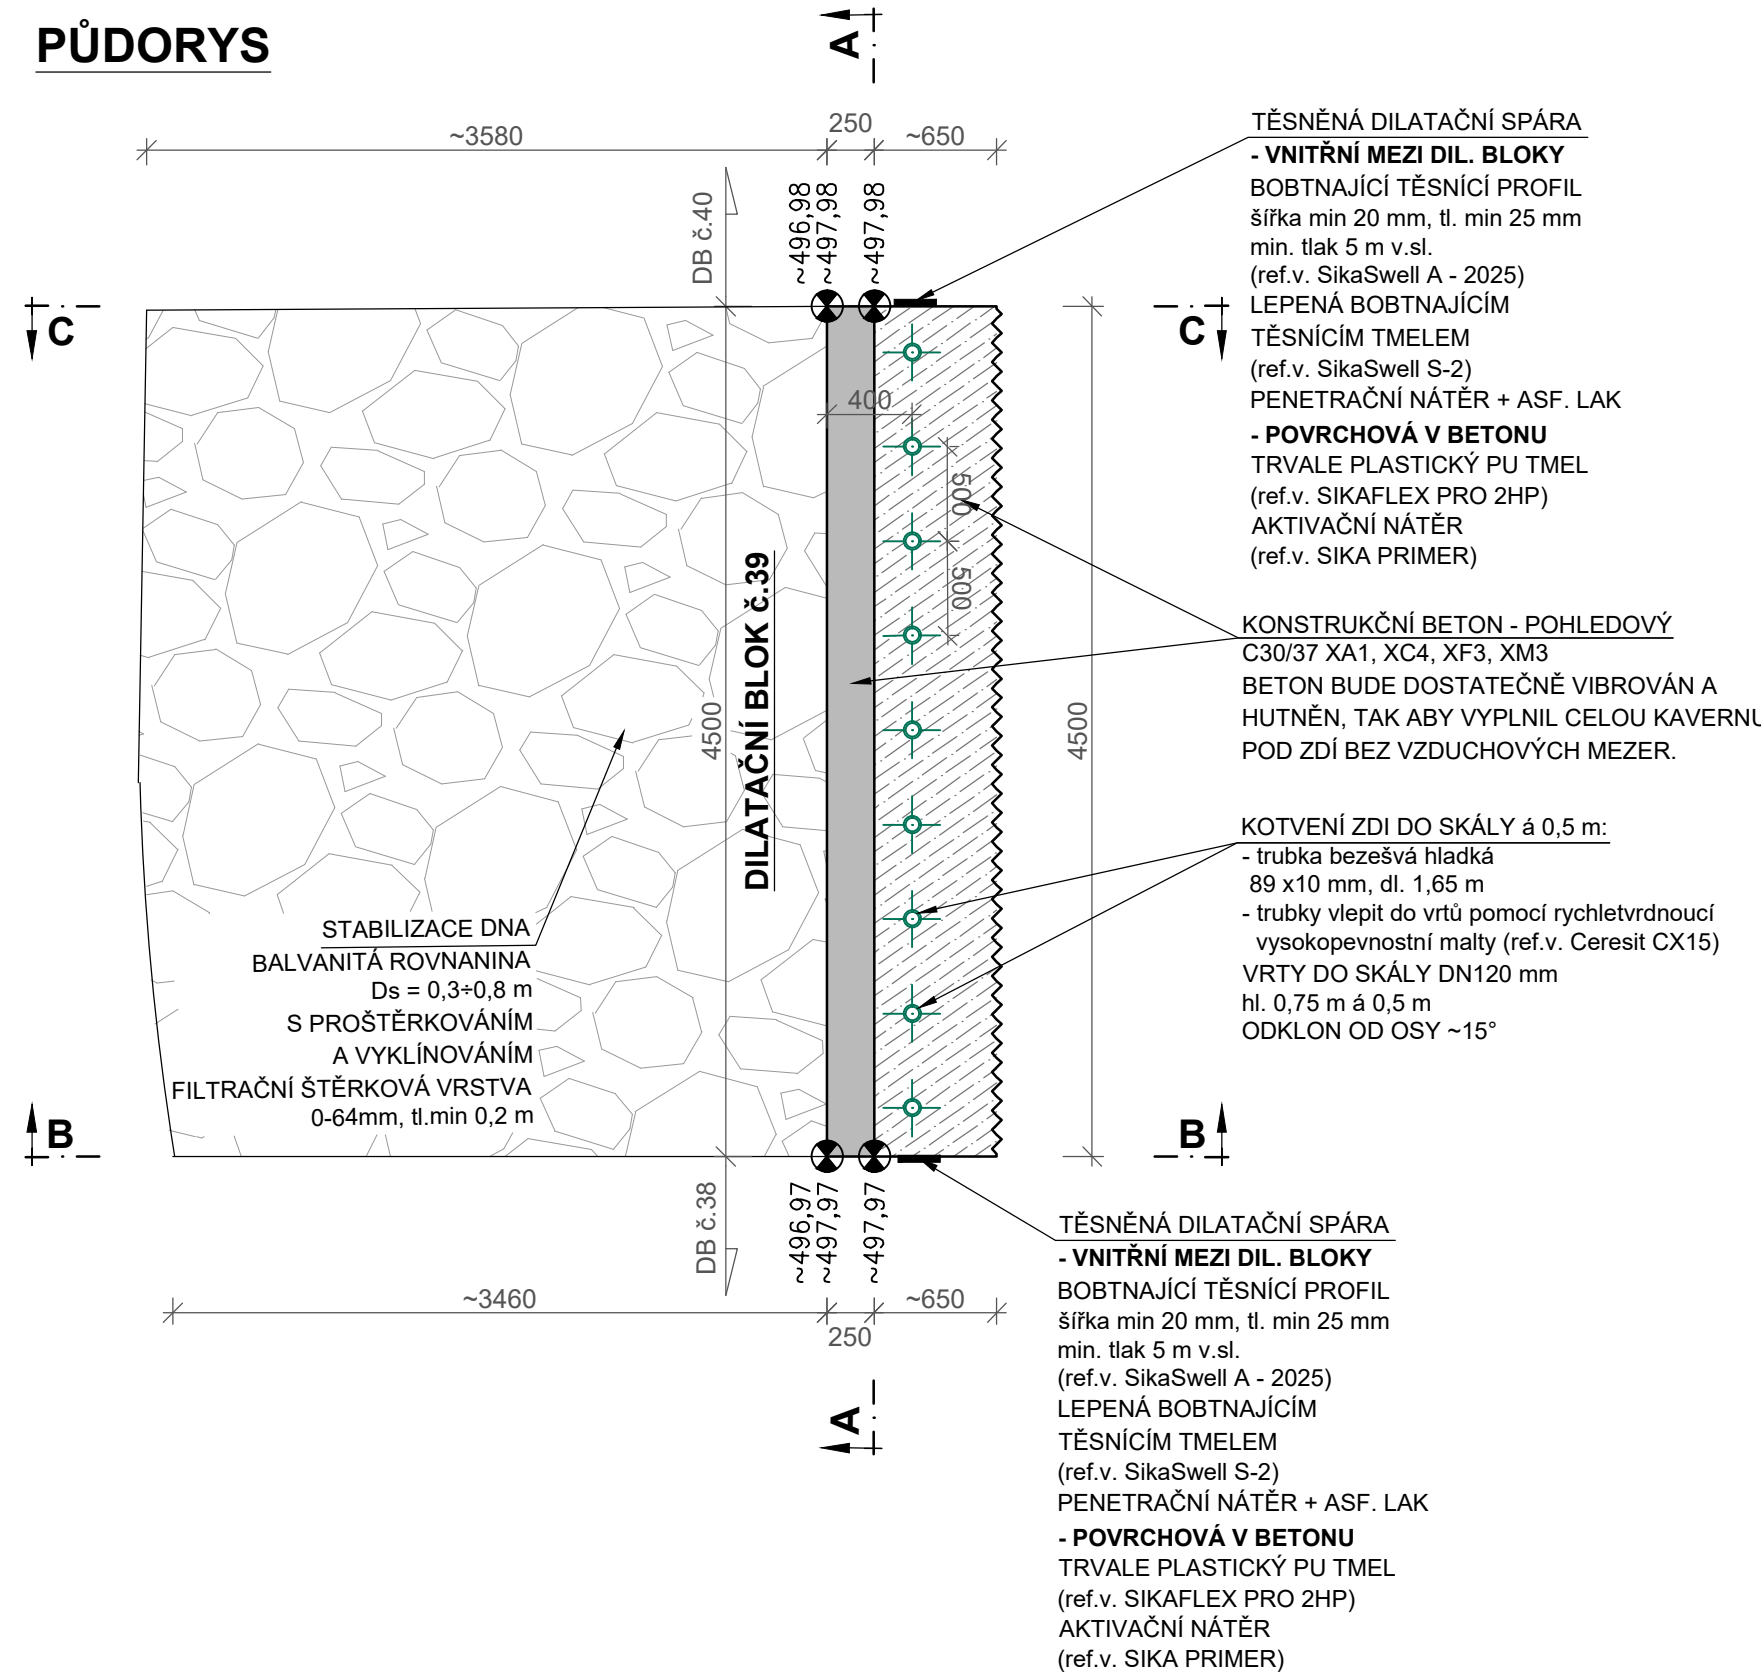 PŮDORYS
A
~3580
250
~650
DB č.40
~496,98
~497,98
~497,98
TĚSNĚNÁ DILATAČNÍ SPÁRA
- VNITŘNÍ MEZI DIL. BLOKY
BOBTNAJÍCÍ TĚSNÍCÍ PROFIL
šířka min 20 mm, tl. min 25 mm
min. tlak 5 m v.sl.
(ref.v. SikaSwell A - 2025)
LEPENÁ BOBTNAJÍCÍM
TĚSNÍCÍM TMELEM
(ref.v. SikaSwell S-2)
PENETRAČNÍ NÁTĚR + ASF. LAK
- POVRCHOVÁ V BETONU
TRVALE PLASTICKÝ PU TMEL
(ref.v. SIKAFLEX PRO 2HP)
AKTIVAČNÍ NÁTĚR
(ref.v. SIKA PRIMER)
C
C
400
500
500
DILATAČNÍ BLOK č.39
4500
4500
KONSTRUKČNÍ BETON - POHLEDOVÝ
C30/37 XA1, XC4, XF3, XM3
BETON BUDE DOSTATEČNĚ VIBROVÁN A
HUTNĚN, TAK ABY VYPLNIL CELOU KAVERNU
POD ZDÍ BEZ VZDUCHOVÝCH MEZER.
KOTVENÍ ZDI DO SKÁLY á 0,5 m:
- trubka bezešvá hladká
89 x10 mm, dl. 1,65 m
- trubky vlepit do vrtů pomocí rychletvrdnoucí
vysokopevnostní malty (ref.v. Ceresit CX15)
VRTY DO SKÁLY DN120 mm
hl. 0,75 m á 0,5 m
ODKLON OD OSY ~15°
STABILIZACE DNA
BALVANITÁ ROVNANINA
Ds = 0,3÷0,8 m
S PROŠTĚRKOVÁNÍM
A VYKLÍNOVÁNÍM
FILTRAČNÍ ŠTĚRKOVÁ VRSTVA
0-64mm, tl.min 0,2 m
B
B
DB č.38
~496,97
~497,97
~497,97
~3460
250
~650
A
TĚSNĚNÁ DILATAČNÍ SPÁRA
- VNITŘNÍ MEZI DIL. BLOKY
BOBTNAJÍCÍ TĚSNÍCÍ PROFIL
šířka min 20 mm, tl. min 25 mm
min. tlak 5 m v.sl.
(ref.v. SikaSwell A - 2025)
LEPENÁ BOBTNAJÍCÍM
TĚSNÍCÍM TMELEM
(ref.v. SikaSwell S-2)
PENETRAČNÍ NÁTĚR + ASF. LAK
- POVRCHOVÁ V BETONU
TRVALE PLASTICKÝ PU TMEL
(ref.v. SIKAFLEX PRO 2HP)
AKTIVAČNÍ NÁTĚR
(ref.v. SIKA PRIMER)